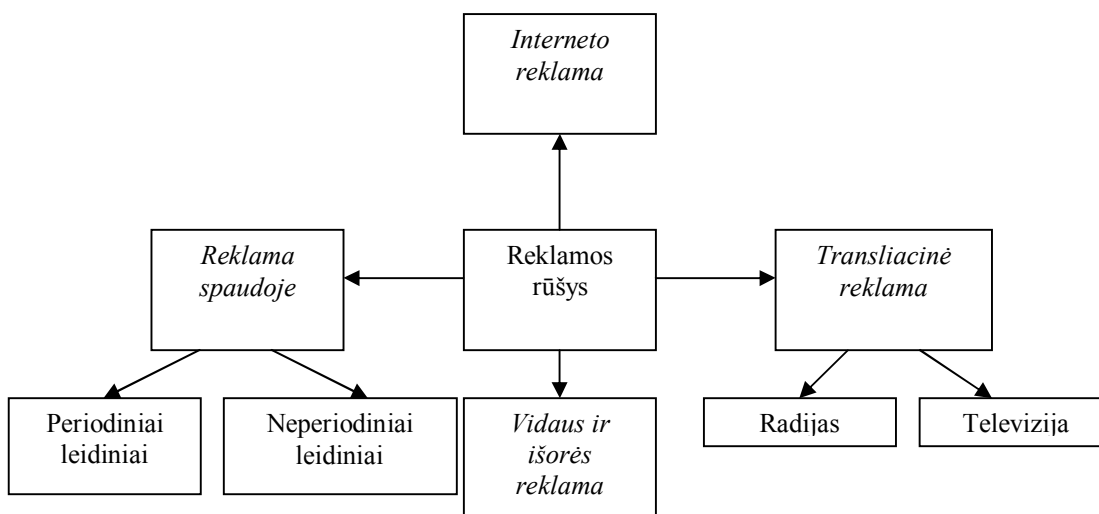 Interneto
reklama
Reklama
spaudoje
Reklamos
rūšys
Transliacinė
reklama
Periodiniai
leidiniai
Neperiodiniai
leidiniai
Vidaus ir
išorės
reklama
Radijas
Televizija